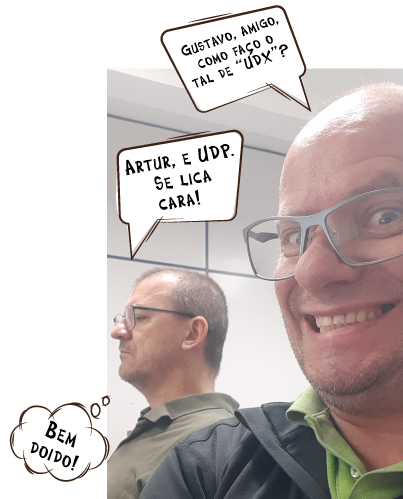 Gustavo, amigo,
como faço o
tal de "UDX"?
Artur, e UDP.
Se lica
cara!
Bem
doido!